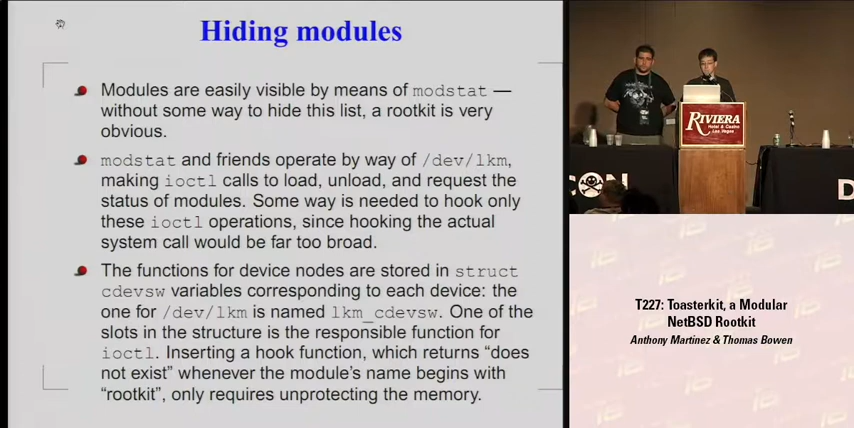 Hiding modules
Modules are easily visible by means of modstat —
without some way to hide this list, a rootkit is very
obvious.
modstat and friends operate by way of /dev/lkm,
making ioctl calls to load, unload, and request the
status of modules. Some way is needed to hook only
these ioctl operations, since hooking the actual
system call would be far too broad.
The functions for device nodes are stored in struct
cdevsw variables corresponding to each device: the
one for /dev/lkm is named lkm_cdevsw. One of the
slots in the structure is the responsible function for
ioctl. Inserting a hook function, which returns “does
not exist” whenever the module's name begins with
“rootkit”, only requires unprotecting the memory.
RIVIERA
Hotel & Casino
Las Vegas
CON
D
T227: Toasterkit, a Modular
NetBSD Rootkit
Anthony Martinez & Thomas Bowen